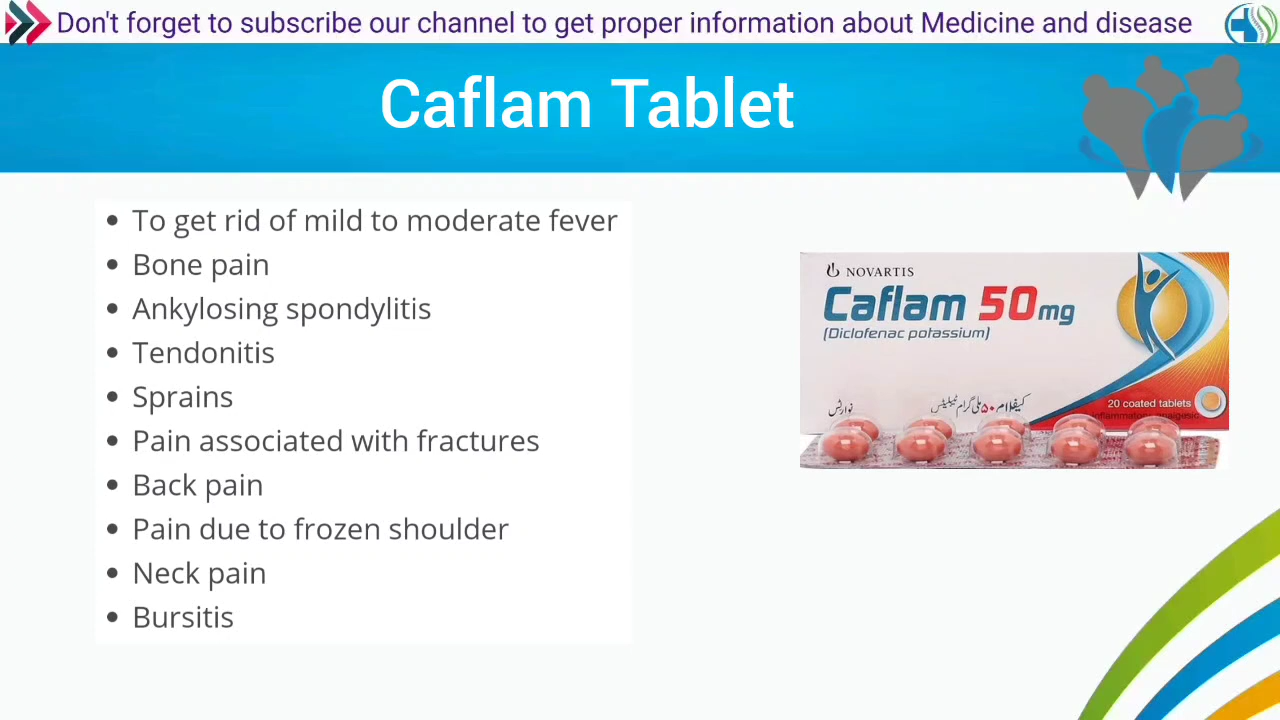 Don't forget to subscribe our channel to get proper information about Medicine and disease
Caflam Tablet
To get rid of mild to moderate fever
Bone pain
Ankylosing spondylitis
Tendonitis
Sprains
Pain associated with fractures
Back pain
Pain due to frozen shoulder
Neck pain
Bursitis
NOVARTIS
Caflam 50mg
(Diclofenac potassium)
نوارٹس
کیفلام ۵۰ ملی گرام ٹیبلیٹس
20 coated tablets